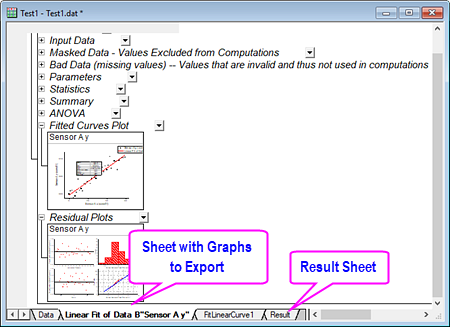 Test1 - Test1.dat *
Input Data
Masked Data - Values Excluded from Computations
Bad Data (missing values) -- Values that are invalid and thus not used in computations
Parameters
Statistics
Summary
ANOVA
Fitted Curves Plot
Sensor A y
Residual Plots
Sensor A y
Sheet with Graphs
to Export
Result Sheet
Data
Linear Fit of Data B"Sensor A y"
FitLinearCurve1
Result